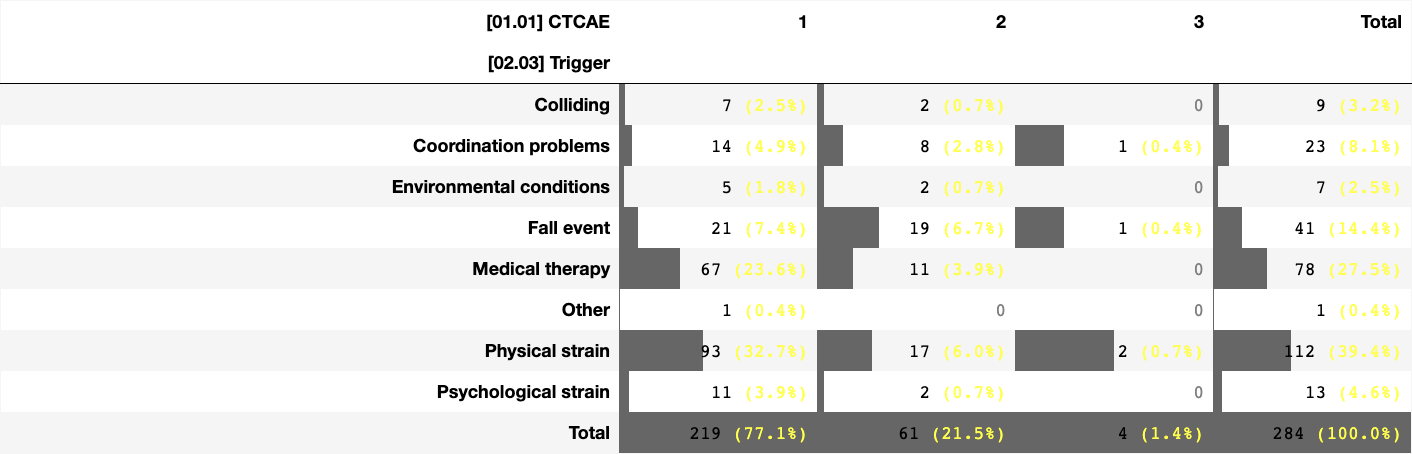 [01.01] CTCAE 1 2 3 Total
[02.03] Trigger
Colliding 7 (2.5%) 2 (0.7%) 0 9 (3.2%)
Coordination problems 14 (4.9%) 8 (2.8%) 1 (0.4%) 23 (8.1%)
Environmental conditions 5 (1.8%) 2 (0.7%) 0 7 (2.5%)
Fall event 21 (7.4%) 19 (6.7%) 1 (0.4%) 41 (14.4%)
Medical therapy 67 (23.6%) 11 (3.9%) 0 78 (27.5%)
Other 1 (0.4%) 0 0 1 (0.4%)
Physical strain 93 (32.7%) 17 (6.0%) 2 (0.7%) 112 (39.4%)
Psychological strain 11 (3.9%) 2 (0.7%) 0 13 (4.6%)
Total 219 (77.1%) 61 (21.5%) 4 (1.4%) 284 (100.0%)